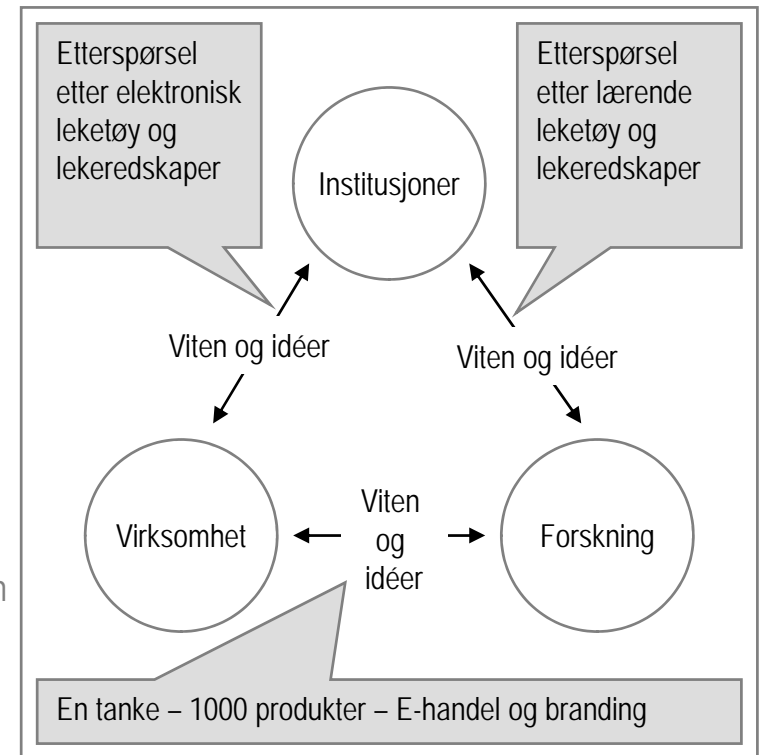 Etterspørsel
etter elektronisk
leketøy og
lekeredskaper
Etterspørsel
etter lærende
leketøy og
lekeredskaper
Institusjoner
Viten og idéer
Viten og idéer
Virksomhet
Viten
og
idéer
Forskning
En tanke – 1000 produkter – E-handel og branding